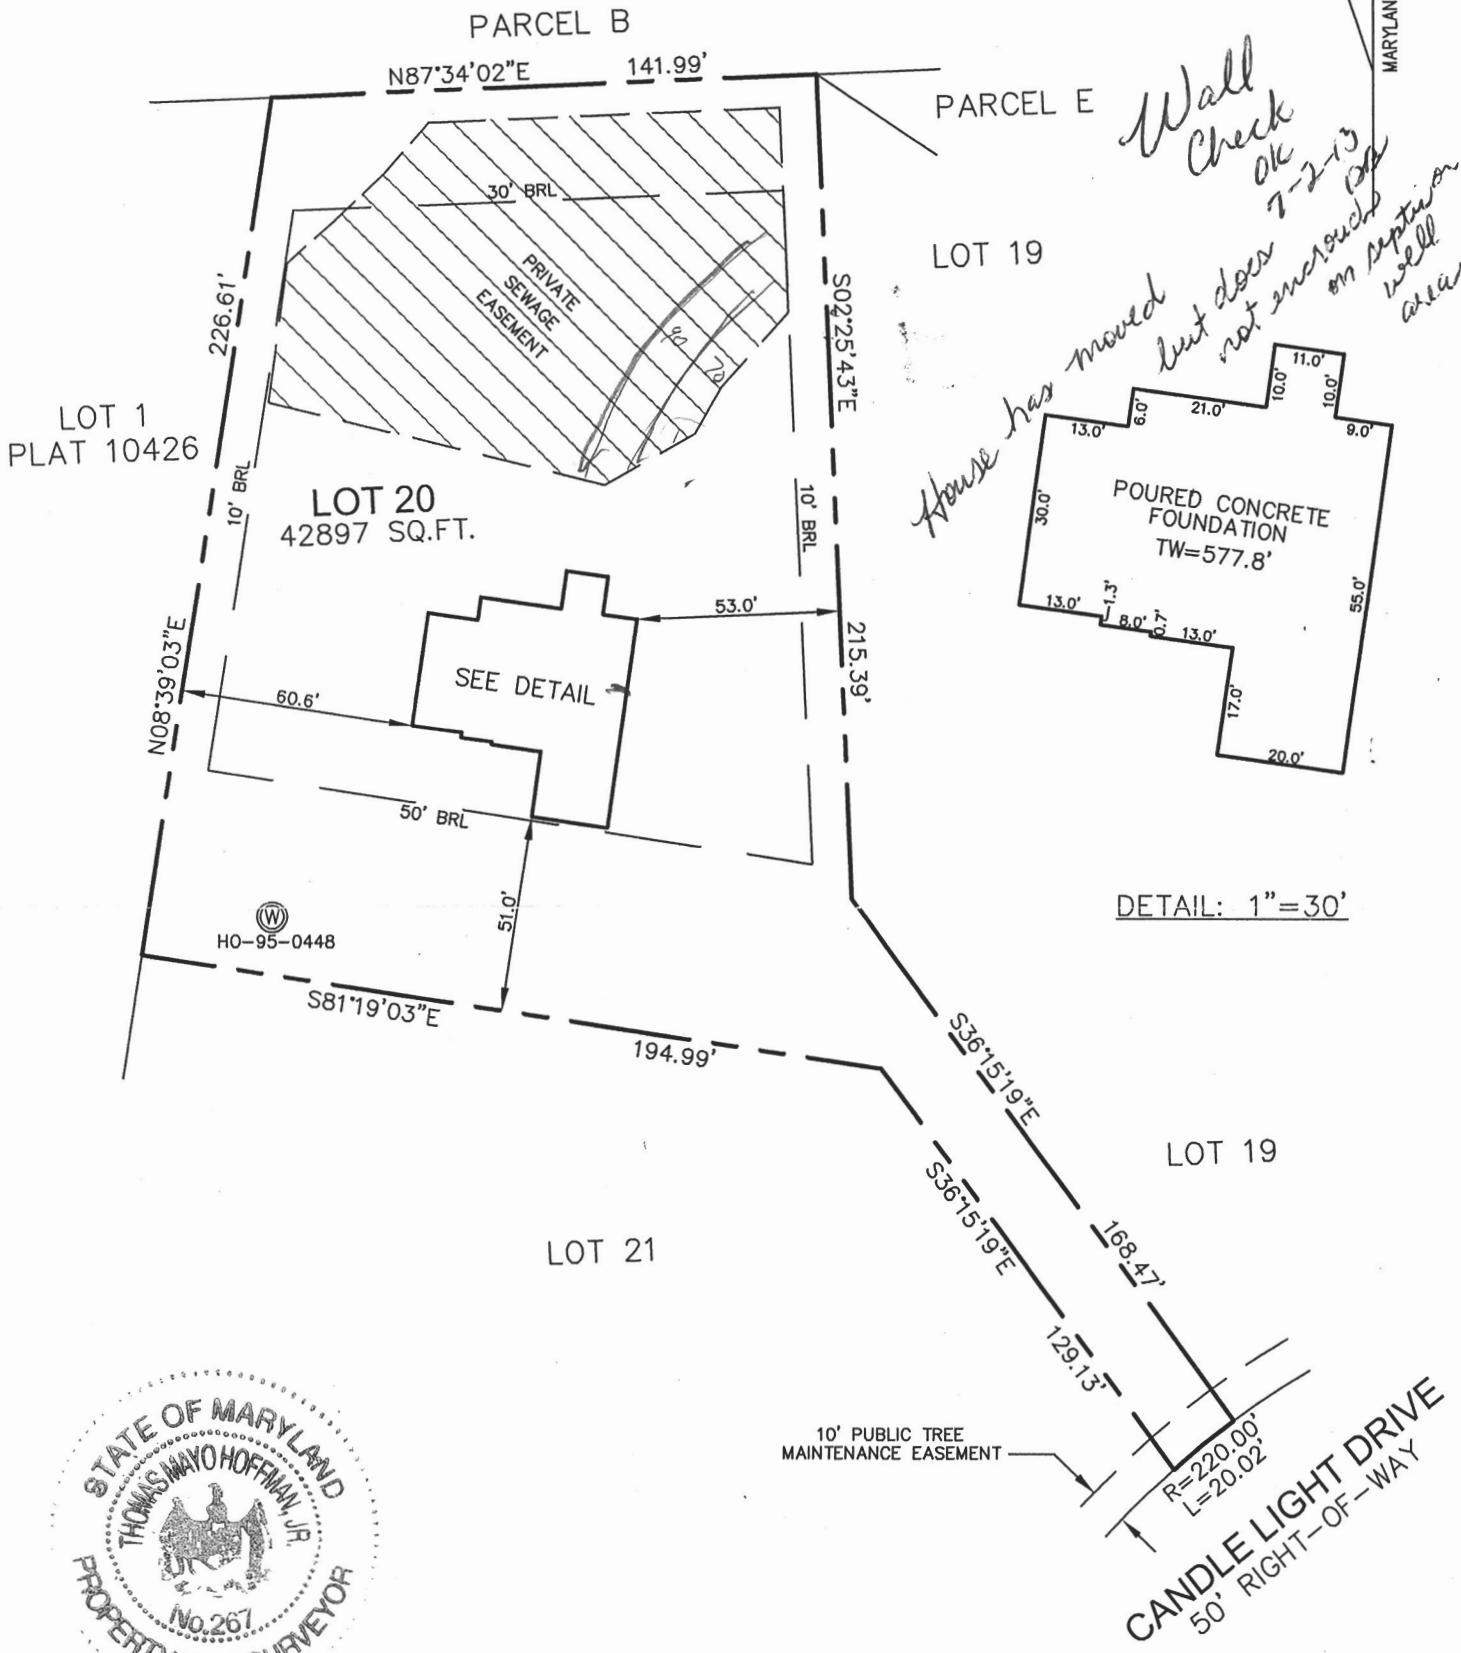 PARCEL B
N87°34'02"E 141.99'
MARYLAN
PARCEL E
Wall
Check
OK
7-2-13
House has moved
but does
not encroach
on septic or
well
area
30' BRL
PRIVATE
SEWAGE
EASEMENT
90
70
LOT 19
S02°25'43"E
226.61'
LOT 1
PLAT 10426
10' BRL
LOT 20
42897 SQ.FT.
10' BRL
11.0'
10.0'
10.0'
21.0'
6.0'
13.0'
9.0'
30.0'
POURED CONCRETE
FOUNDATION
TW=577.8'
13.0'
1.3'
8.0'
0.7'
13.0'
55.0'
17.0'
20.0'
53.0'
SEE DETAIL
60.6'
N08°39'03"E
215.39'
50' BRL
51.0'
W
HO-95-0448
DETAIL: 1"=30'
S81°19'03"E
194.99'
S36°15'19"E
168.47'
S36°15'19"E
129.13'
LOT 19
LOT 21
10' PUBLIC TREE
MAINTENANCE EASEMENT
R=220.00'
L=20.02'
CANDLE LIGHT DRIVE
50' RIGHT-OF-WAY
STATE OF MARYLAND
THOMAS MAYO HOFFMAN, JR.
No.267